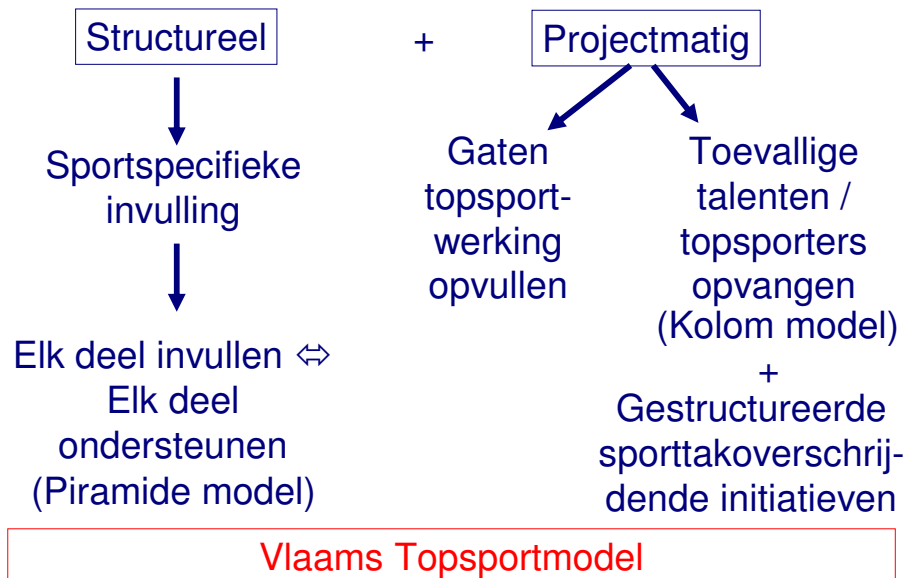 Structureel
+
Projectmatig
Sportspecifieke
invulling
Elk deel invullen ⬄
Elk deel
ondersteunen
(Piramide model)
Gaten
topsport-
werking
opvullen
Toevallige
talenten /
topsporters
opvangen
(Kolom model)
+
Gestructureerde
sporttakoverschrij-
dende initiatieven
Vlaams Topsportmodel